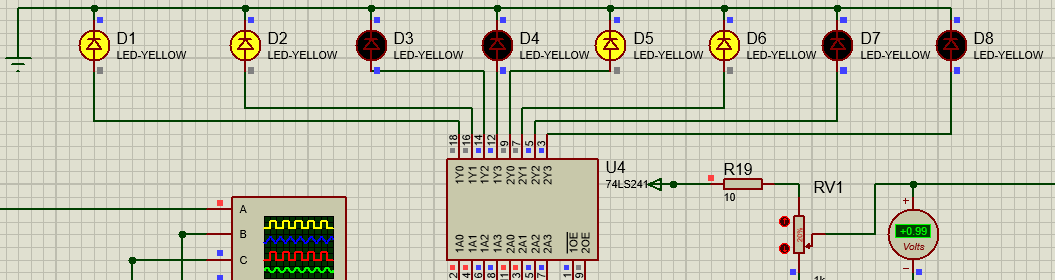 D1
LED-YELLOW
D2
LED-YELLOW
D3
LED-YELLOW
D4
LED-YELLOW
D5
LED-YELLOW
D6
LED-YELLOW
D7
LED-YELLOW
D8
LED-YELLOW
18 16 14 12 9 7 5 3
1Y0 1Y1 1Y2 1Y3 2Y0 2Y1 2Y2 2Y3
U4
74LS241
R19
10
RV1
20%
+0.99
Volts
A
B
C
1A0 1A1 1A2 1A3 2A0 2A1 2A2 2A3 1OE 2OE